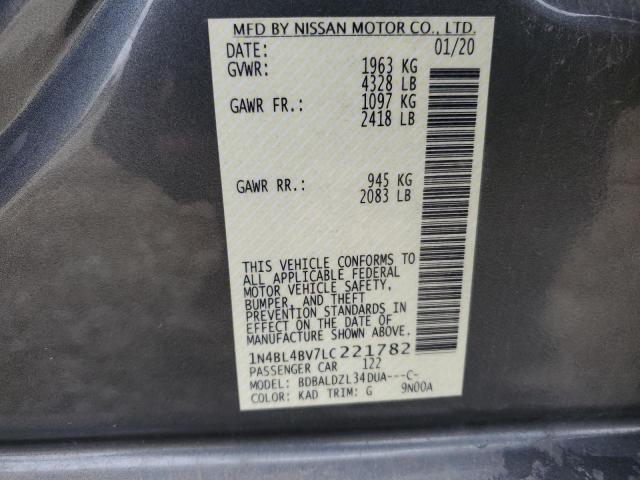 MFD BY NISSAN MOTOR CO., LTD.
DATE: 01/20
GVWR: 1963 KG
4328 LB
GAWR FR.: 1097 KG
2418 LB
GAWR RR.: 945 KG
2083 LB
THIS VEHICLE CONFORMS TO
ALL APPLICABLE FEDERAL
MOTOR VEHICLE SAFETY,
BUMPER, AND THEFT
PREVENTION STANDARDS IN
EFFECT ON THE DATE OF
MANUFACTURE SHOWN ABOVE.
1N4BL4BV7LC221782
PASSENGER CAR 122
MODEL: BDBALDZL34DUA---C-
COLOR: KAD TRIM: G 9N00A